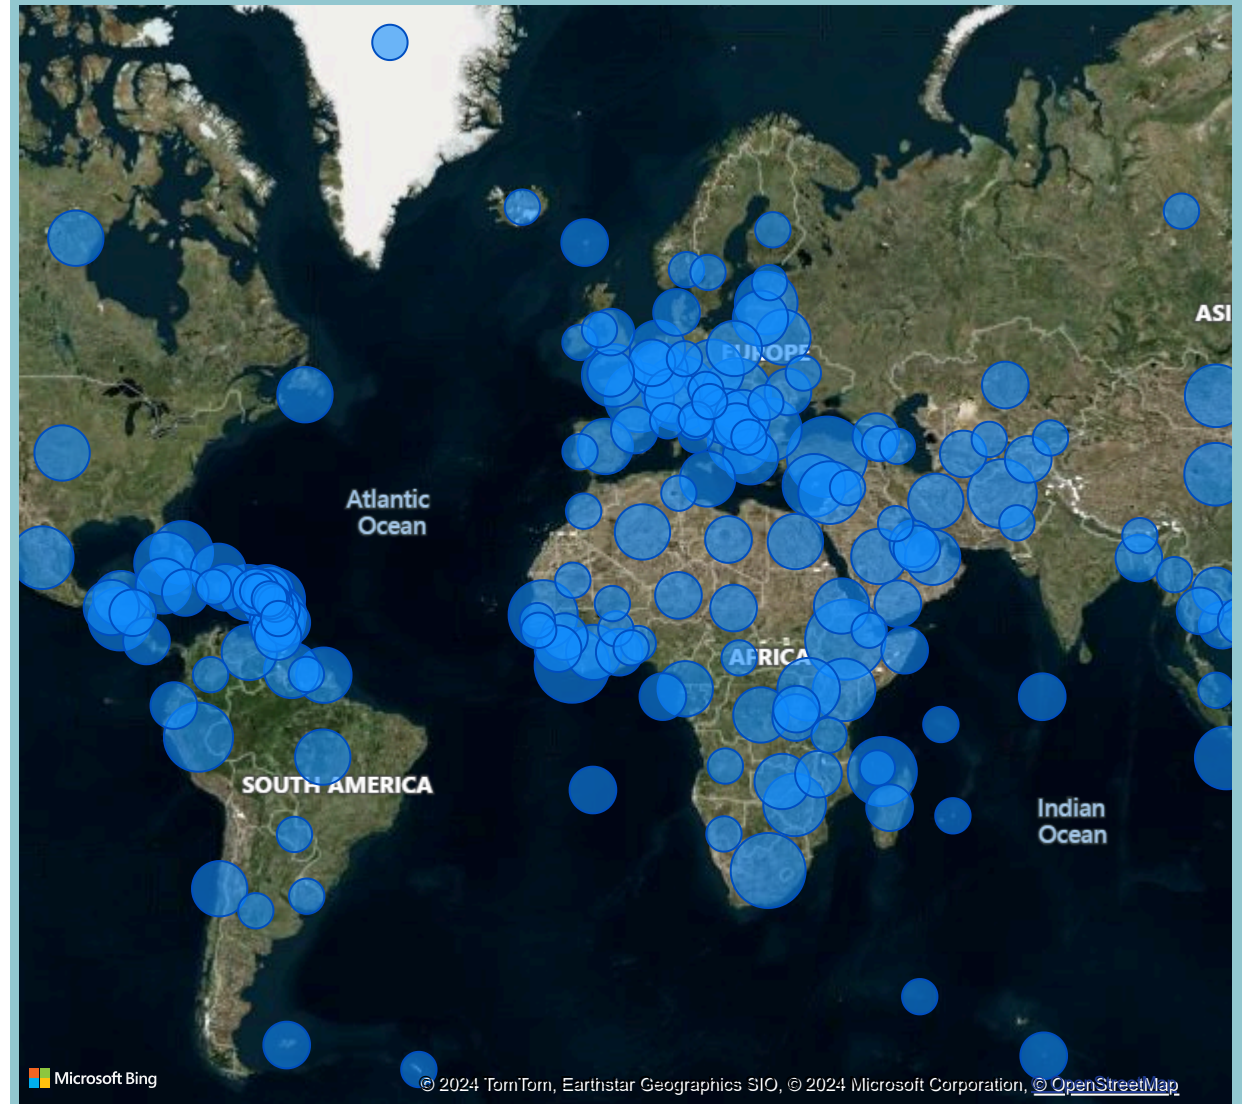 ASI
EUROPE
Atlantic
Ocean
AFRICA
SOUTH AMERICA
Indian
Ocean
Microsoft Bing
© 2024 TomTom, Earthstar Geographics SIO, © 2024 Microsoft Corporation, © OpenStreetMap